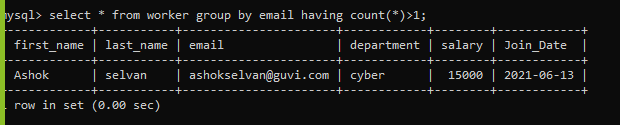 mysql> select * from worker group by email having count(*)>1;
first_name | last_name | email | department | salary | Join_Date |
Ashok | selvan | ashokselvan@guvi.com | cyber | 15000 | 2021-06-13 |
row in set (0.00 sec)